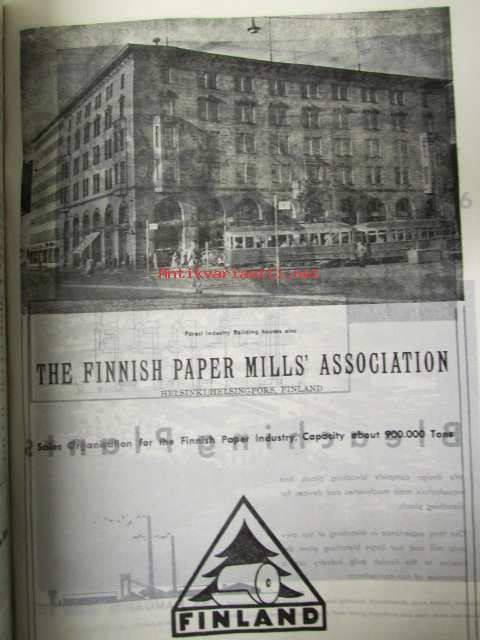 Antikvariaatti.net
Forest Industry Building houses also
THE FINNISH PAPER MILLS' ASSOCIATION
HELSINKI/HELSINGFORS, FINLAND
Sales Organisation for the Finnish Paper Industry, Capacity about 900.000 Tons
FINLAND